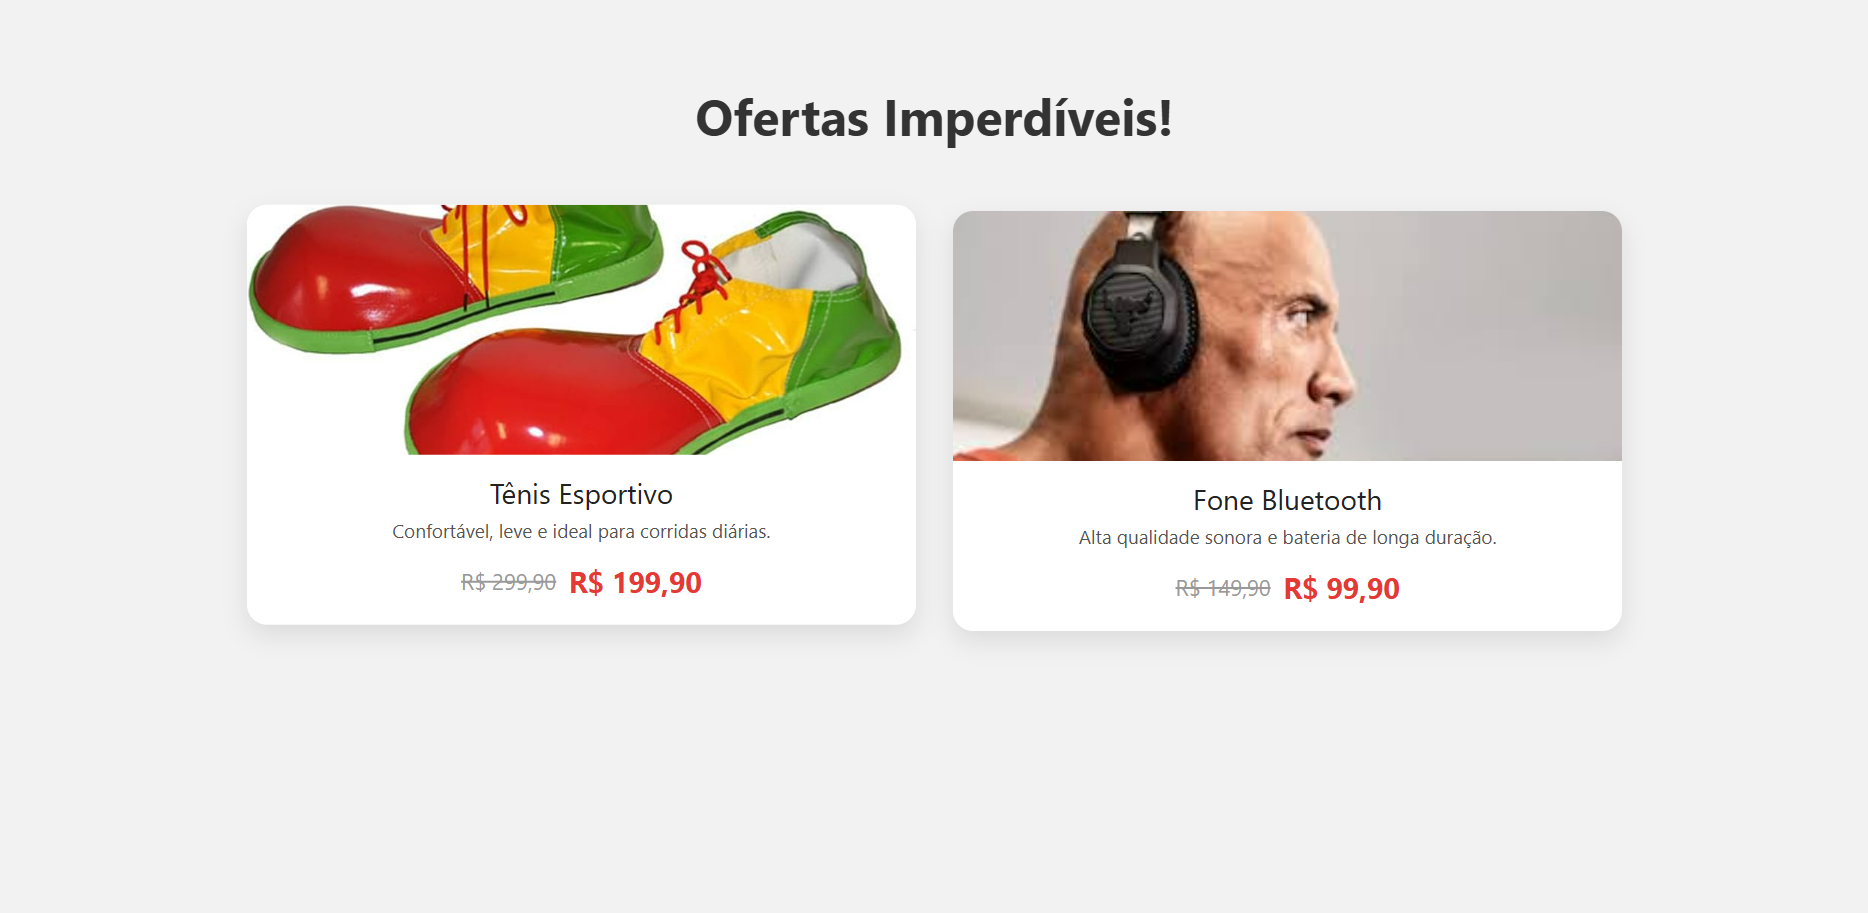 Ofertas Imperdíveis!
Tênis Esportivo
Confortável, leve e ideal para corridas diárias.
R$ 299,90 R$ 199,90
Fone Bluetooth
Alta qualidade sonora e bateria de longa duração.
R$ 149,90 R$ 99,90